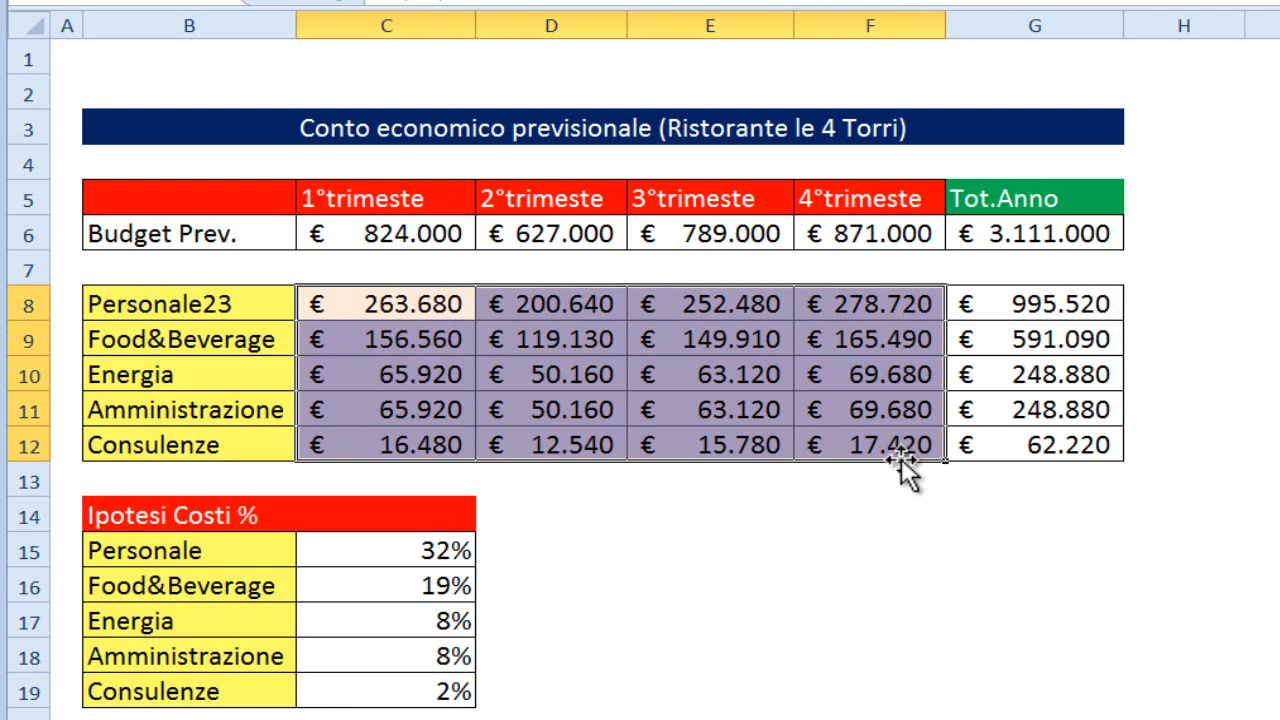 A B C D E F G H
1
2
3 Conto economico previsionale (Ristorante le 4 Torri)
4
5 1°trimeste 2°trimeste 3°trimeste 4°trimeste Tot.Anno
6 Budget Prev. € 824.000 € 627.000 € 789.000 € 871.000 € 3.111.000
7
8 Personale23 € 263.680 € 200.640 € 252.480 € 278.720 € 995.520
9 Food&Beverage € 156.560 € 119.130 € 149.910 € 165.490 € 591.090
10 Energia € 65.920 € 50.160 € 63.120 € 69.680 € 248.880
11 Amministrazione € 65.920 € 50.160 € 63.120 € 69.680 € 248.880
12 Consulenze € 16.480 € 12.540 € 15.780 € 17.420 € 62.220
13
14 Ipotesi Costi %
15 Personale 32%
16 Food&Beverage 19%
17 Energia 8%
18 Amministrazione 8%
19 Consulenze 2%